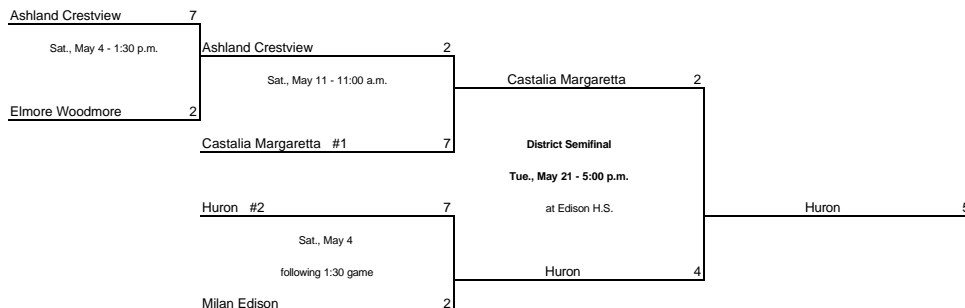 Ashland Crestview 7
Sat., May 4 - 1:30 p.m.
Ashland Crestview 2
Sat., May 11 - 11:00 a.m.
Castalia Margaretta 2
Elmore Woodmore 2
Castalia Margaretta #1 7
District Semifinal
Tue., May 21 - 5:00 p.m.
Huron #2 7
at Edison H.S.
Huron 5
Sat., May 4
following 1:30 game
Huron 4
Milan Edison 2